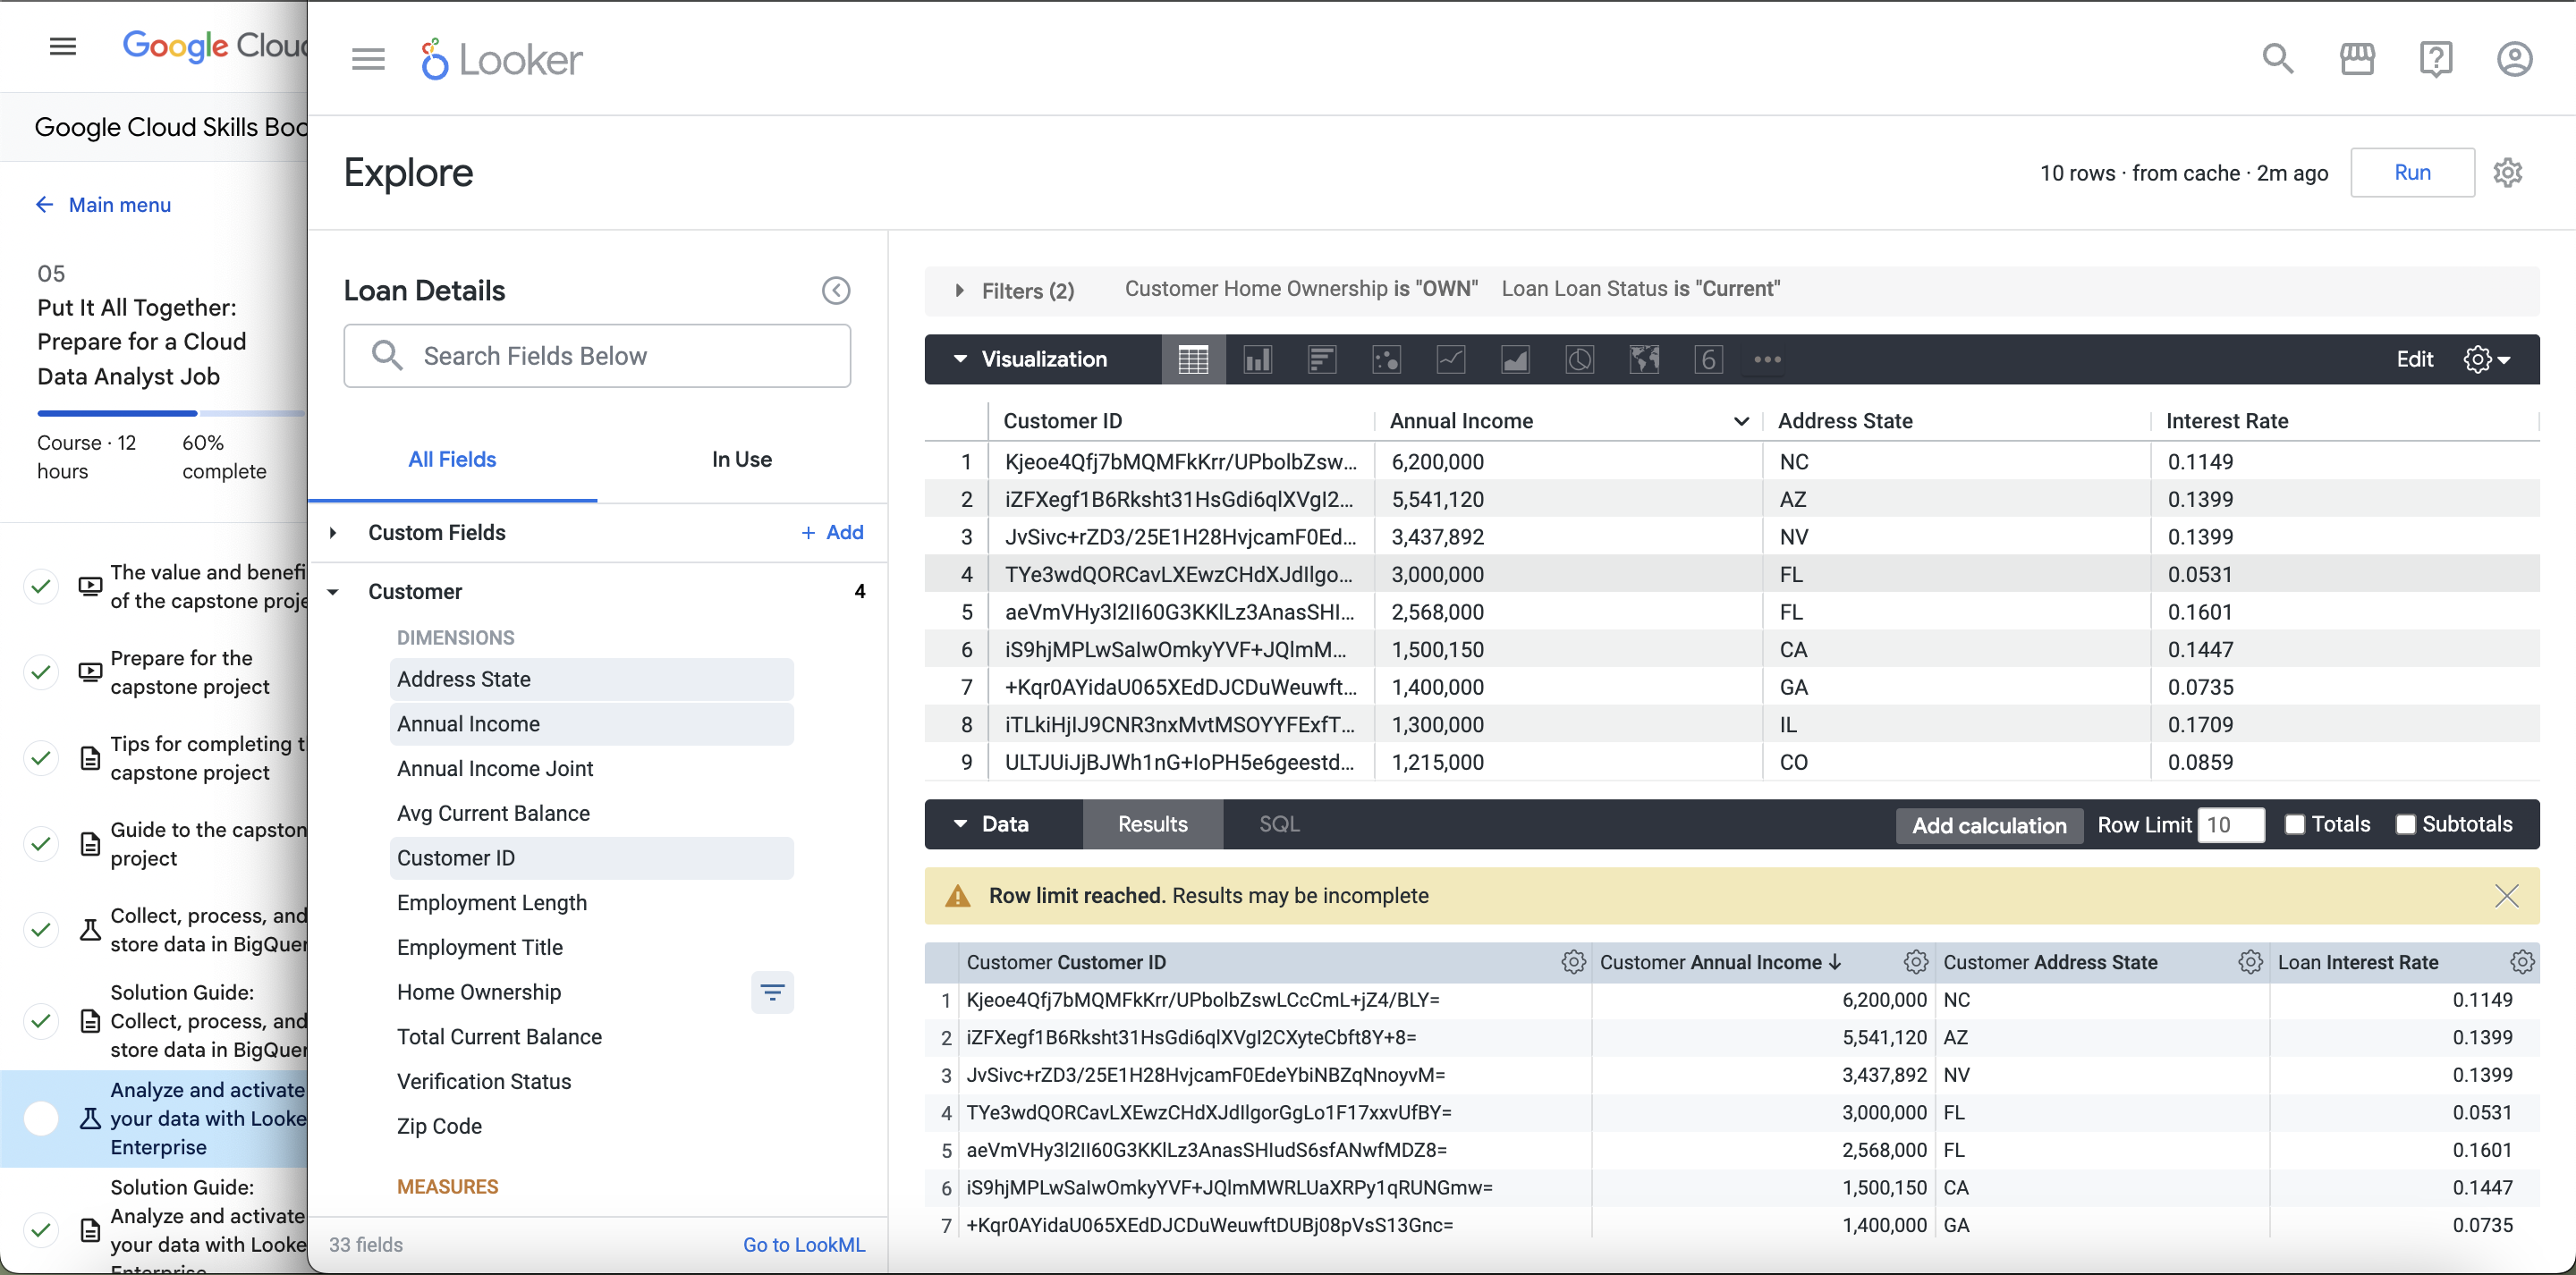 Google Cloud
Google Cloud Skills Boo
Main menu
05
Put It All Together:
Prepare for a Cloud
Data Analyst Job
Course · 12
hours
60%
complete
The value and benefi
of the capstone proje
Prepare for the
capstone project
Tips for completing t
capstone project
Guide to the capston
project
Collect, process, and
store data in BigQuer
Solution Guide:
Collect, process, and
store data in BigQuer
Analyze and activate
your data with Looke
Enterprise
Solution Guide:
Analyze and activate
your data with Looke
Enterprise
Looker
Explore
10 rows · from cache · 2m ago
Run
Loan Details
Search Fields Below
All Fields
In Use
Custom Fields
+ Add
Customer
4
DIMENSIONS
Address State
Annual Income
Annual Income Joint
Avg Current Balance
Customer ID
Employment Length
Employment Title
Home Ownership
Total Current Balance
Verification Status
Zip Code
MEASURES
33 fields
Go to LookML
Filters (2)
Customer Home Ownership is "OWN" Loan Loan Status is "Current"
Visualization
6
Edit
Customer ID Annual Income Address State Interest Rate
1 Kjeoe4Qfj7bMQMFkKrr/UPbolbZsw... 6,200,000 NC 0.1149
2 iZFXegf1B6Rksht31HsGdi6qlXVgI2... 5,541,120 AZ 0.1399
3 JvSivc+rZD3/25E1H28HvjcamF0Ed... 3,437,892 NV 0.1399
4 TYe3wdQORCavLXEwzCHdXJdIlgo... 3,000,000 FL 0.0531
5 aeVmVHy3l2II60G3KKlLz3AnasSHI... 2,568,000 FL 0.1601
6 iS9hjMPLwSaIwOmkyYVF+JQlmM... 1,500,150 CA 0.1447
7 +Kqr0AYidaU065XEdDJCDuWeuwft... 1,400,000 GA 0.0735
8 iTLkiHjIJ9CNR3nxMvtMSOYYFExfT... 1,300,000 IL 0.1709
9 ULTJUiJjBJWh1nG+IoPH5e6geestd... 1,215,000 CO 0.0859
Data
Results
SQL
Add calculation
Row Limit 10
Totals
Subtotals
Row limit reached. Results may be incomplete
Customer Customer ID Customer Annual Income ↓ Customer Address State Loan Interest Rate
1 Kjeoe4Qfj7bMQMFkKrr/UPbolbZswLCcCmL+jZ4/BLY= 6,200,000 NC 0.1149
2 iZFXegf1B6Rksht31HsGdi6qlXVgI2CXyteCbft8Y+8= 5,541,120 AZ 0.1399
3 JvSivc+rZD3/25E1H28HvjcamF0EdeYbiNBZqNnoyvM= 3,437,892 NV 0.1399
4 TYe3wdQORCavLXEwzCHdXJdIlgorGgLo1F17xxvUfBY= 3,000,000 FL 0.0531
5 aeVmVHy3l2II60G3KKlLz3AnasSHIudS6sfANwfMDZ8= 2,568,000 FL 0.1601
6 iS9hjMPLwSaIwOmkyYVF+JQlmMWRLUaXRPy1qRUNGmw= 1,500,150 CA 0.1447
7 +Kqr0AYidaU065XEdDJCDuWeuwftDUBj08pVsS13Gnc= 1,400,000 GA 0.0735